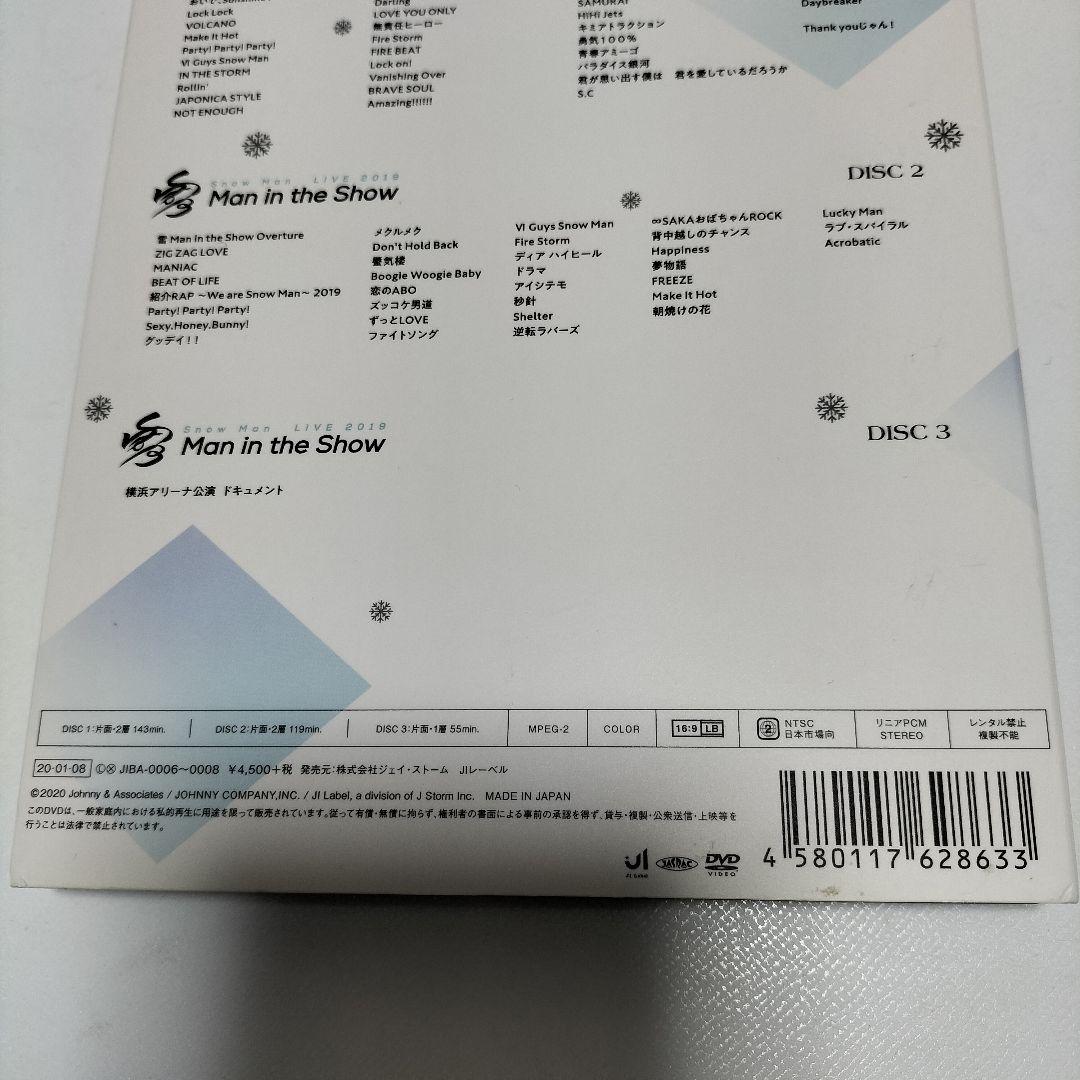 Lock Lock
VOLCANO
Make It Hot
Party! Party! Party!
VI Guys Snow Man
IN THE STORM
Rollin'
JAPONICA STYLE
NOT ENOUGH
Darling
LOVE YOU ONLY
無責任ヒーロー
Fire Storm
FIRE BEAT
Lock on!
Vanishing Over
BRAVE SOUL
Amazing!!!!!!
SAMURAI
HiHi Jets
キミアトラクション
勇気100%
青春アミーゴ
パラダイス銀河
君が思い出す僕は 君を愛しているだろうか
S.C
Daybreaker
Thank youじゃん!
Snow Man LIVE 2019
雪 Man in the Show
DISC 2
雪 Man in the Show Overture
ZIG ZAG LOVE
MANIAC
BEAT OF LIFE
紹介RAP ~We are Snow Man~ 2019
Party! Party! Party!
Sexy.Honey.Bunny!
グッデイ!!
メクルメク
Don't Hold Back
蜃気楼
Boogie Woogie Baby
恋のABO
ズッコケ男道
ずっとLOVE
ファイトソング
VI Guys Snow Man
Fire Storm
ディア ハイヒール
ドラマ
アイシテモ
秒針
Shelter
逆転ラバーズ
∞SAKAおばちゃんROCK
背中越しのチャンス
Happiness
夢物語
FREEZE
Make It Hot
朝焼けの花
Lucky Man
ラブ・スパイラル
Acrobatic
Snow Man LIVE 2019
雪 Man in the Show
DISC 3
横浜アリーナ公演 ドキュメント
DISC 1:片面・2層 143min.
DISC 2:片面・2層 119min.
DISC 3:片面・1層 55min.
MPEG-2
COLOR
16:9 LB
2
NTSC
日本市場向
リニアPCM
STEREO
レンタル禁止
複製不能
20・01・08 ©℗ JIBA-0006~0008 ¥4,500+税 発売元:株式会社ジェイ・ストーム JIレーベル
©2020 Johnny & Associates / JOHNNY COMPANY,INC. / JI Label, a division of J Storm Inc. MADE IN JAPAN
このDVDは、一般家庭内における私的再生に用途を限って販売されています。従って有償・無償に拘らず、権利者の書面による事前の承認を得ず、貸与・複製・公衆送信・上映等を
行うことは法律で禁止されています。
JI
JI Label
JASRAC
DVD
VIDEO
4 580117 628633